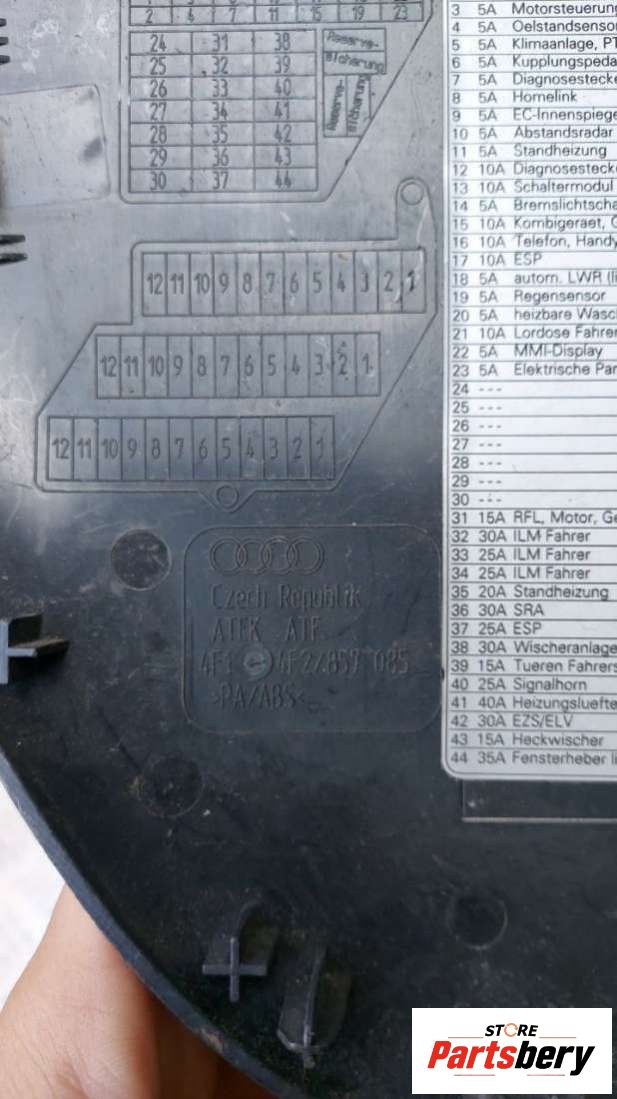 2 6 7 11 15 19 23
24 31 38
25 32 39
26 33 40
27 34 41
28 35 42
29 36 43
30 37 44
Reserve-
sicherung
Reserve-
sicherung
12 11 10 9 8 7 6 5 4 3 2 1
12 11 10 9 8 7 6 5 4 3 2 1
12 11 10 9 8 7 6 5 4 3 2 1
Czech Republik
ATEK ATF
4F1 4F2/857 085
>PA/ABS<
3 5A Motorsteuerung
4 5A Oelstandsensor
5 5A Klimaanlage, PT
6 5A Kupplungspeda
7 5A Diagnosestecke
8 5A Homelink
9 5A EC-Innenspiege
10 5A Abstandsradar
11 5A Standheizung
12 10A Diagnosestecke
13 10A Schaltermodul
14 5A Bremslichtscha
15 10A Kombigeraet, G
16 10A Telefon, Handy
17 10A ESP
18 5A autom. LWR (li
19 5A Regensensor
20 5A heizbare Wasc
21 10A Lordose Fahrer
22 5A MMI-Display
23 5A Elektrische Par
24 ---
25 ---
26 ---
27 ---
28 ---
29 ---
30 ---
31 15A RFL, Motor, Ge
32 30A ILM Fahrer
33 25A ILM Fahrer
34 25A ILM Fahrer
35 20A Standheizung
36 30A SRA
37 25A ESP
38 30A Wischeranlage
39 15A Tueren Fahrers
40 25A Signalhorn
41 40A Heizungsluefte
42 30A EZS/ELV
43 15A Heckwischer
44 35A Fensterheber li
STORE
Partsbery